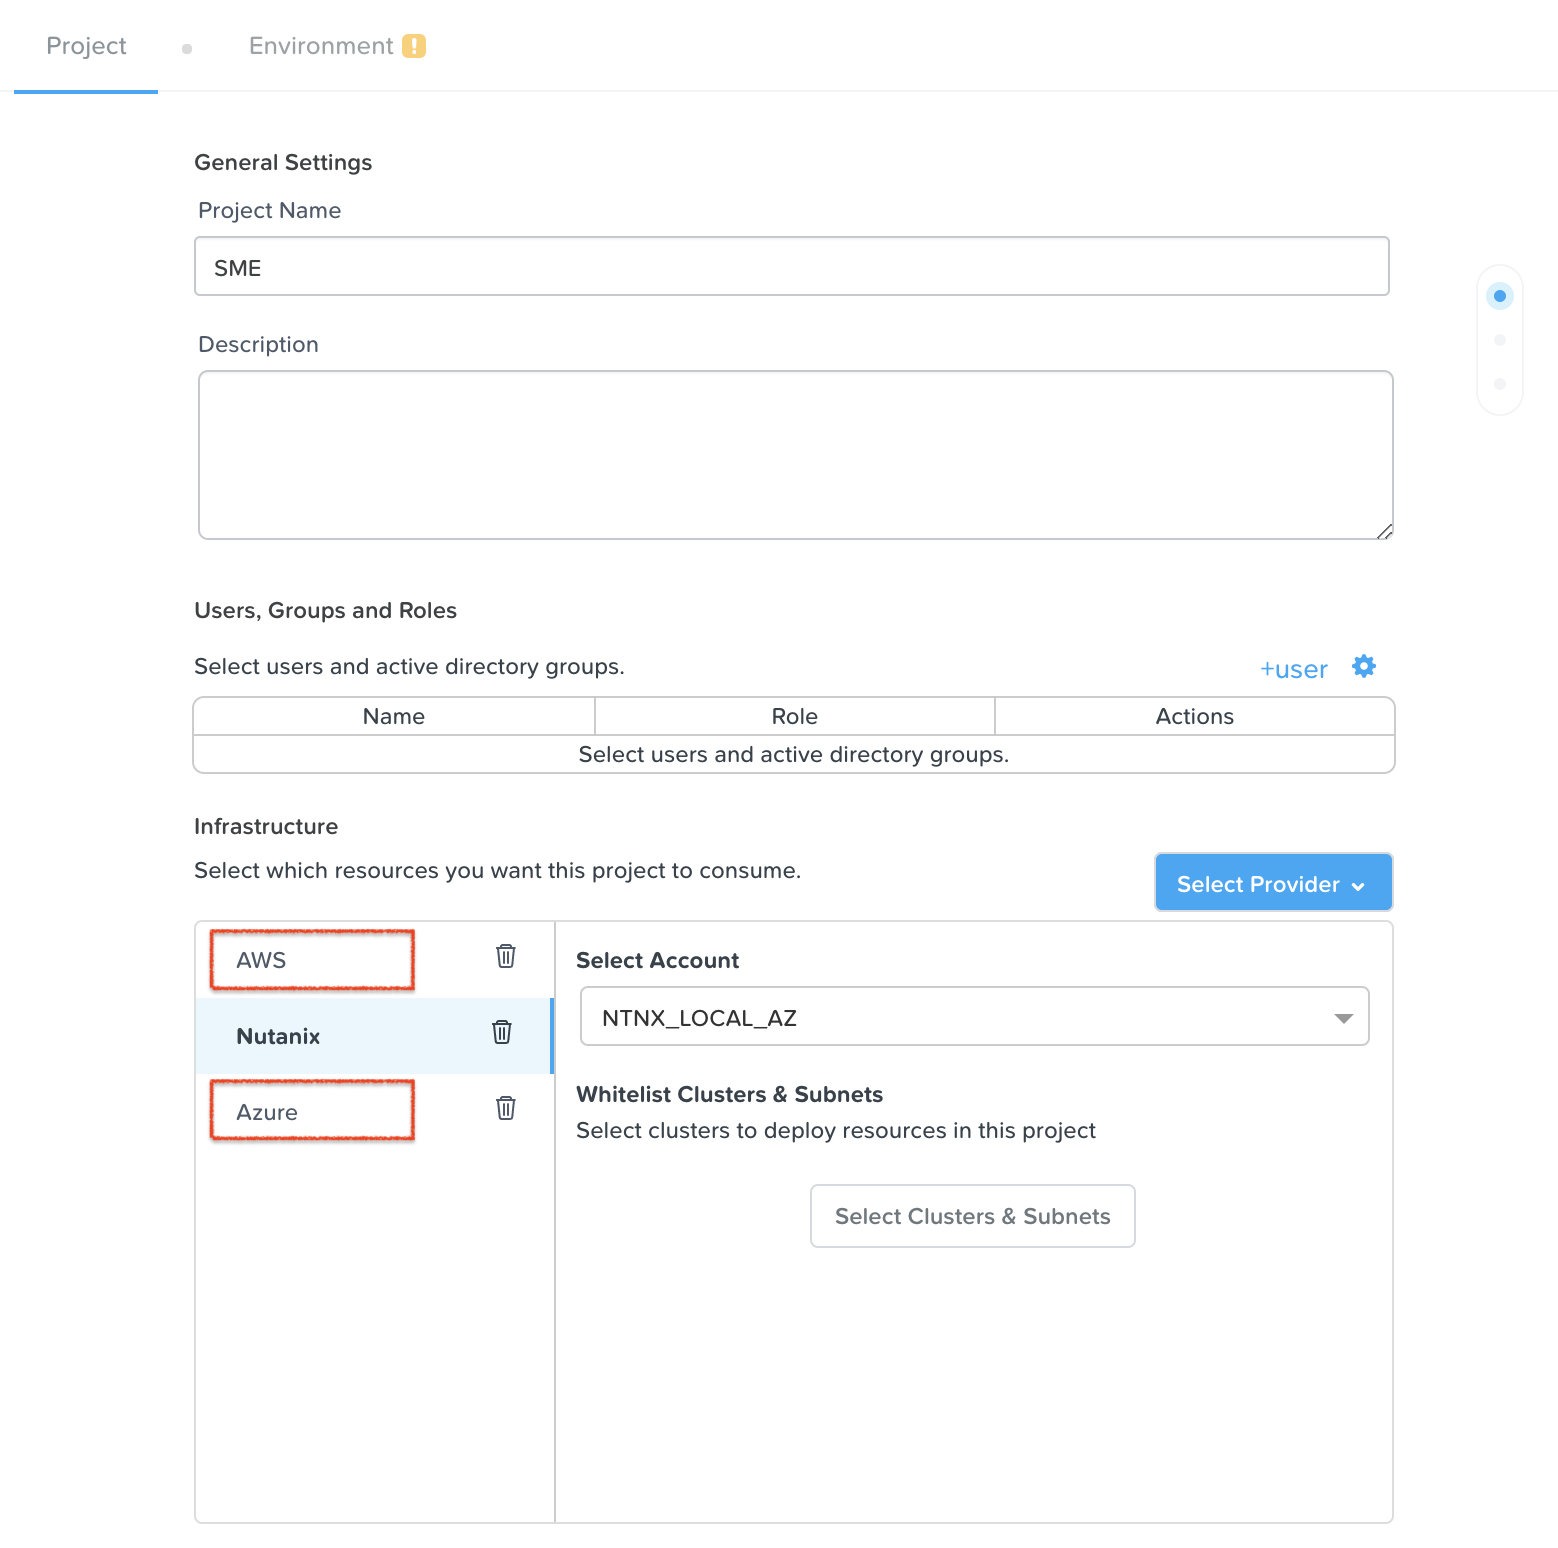 Project
Environment !
General Settings
Project Name
SME
Description
Users, Groups and Roles
Select users and active directory groups.
+user
Name Role Actions
Select users and active directory groups.
Infrastructure
Select which resources you want this project to consume.
Select Provider
AWS
Nutanix
Azure
Select Account
NTNX_LOCAL_AZ
Whitelist Clusters & Subnets
Select clusters to deploy resources in this project
Select Clusters & Subnets